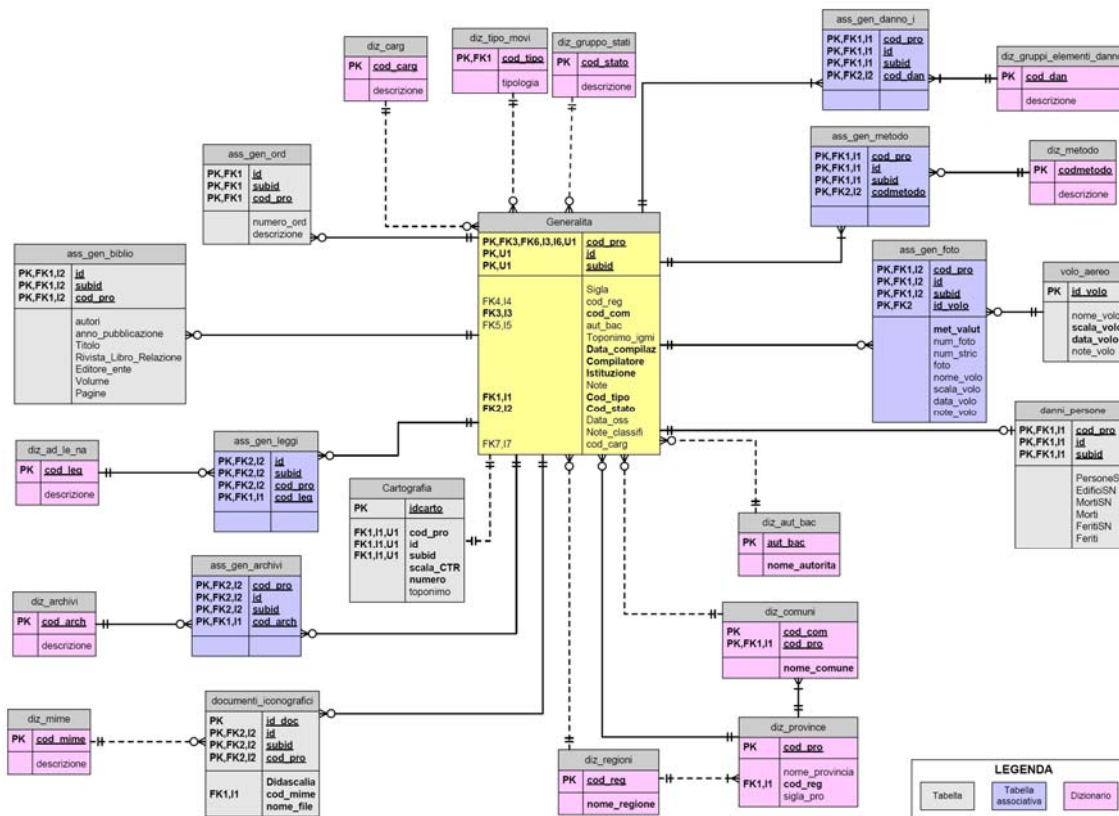 diz_carg
PK cod_carg
descrizione
diz_tipo_movi
PK,FK1 cod_tipo
tipologia
diz_gruppo_stati
PK cod_stato
descrizione
ass_gen_danno_i
PK,FK1,I1 cod_pro
PK,FK1,I1 id
PK,FK1,I1 subid
PK,FK2,I2 cod_dan
diz_gruppi_elementi_danno
PK cod_dan
descrizione
ass_gen_ord
PK,FK1 id
PK,FK1 subid
PK,FK1 cod_pro
numero_ord
descrizione
ass_gen_metodo
PK,FK1,I1 cod_pro
PK,FK1,I1 id
PK,FK1,I1 subid
PK,FK2,I2 codmetodo
diz_metodo
PK codmetodo
descrizione
Generalita
PK,FK3,FK6,I3,I6,U1 cod_pro
PK,U1 id
PK,U1 subid
Sigla
FK4,I4 cod_reg
FK3,I3 cod_com
FK5,I5 aut_bac
Toponimo_igmi
Data_compilaz
Compilatore
Istituzione
Note
FK1,I1 Cod_tipo
FK2,I2 Cod_stato
Data_oss
Note_classifi
FK7,I7 cod_carg
ass_gen_biblio
PK,FK1,I2 id
PK,FK1,I2 subid
PK,FK1,I2 cod_pro
autori
anno_pubblicazione
Titolo
Rivista_Libro_Relazione
Editore_ente
Volume
Pagine
ass_gen_foto
PK,FK1,I2 cod_pro
PK,FK1,I2 id
PK,FK1,I2 subid
PK,FK2 id_volo
met_valut
num_foto
num_stric
foto
nome_volo
scala_volo
data_volo
note_volo
volo_aereo
PK id_volo
nome_volo
scala_volo
data_volo
note_volo
danni_persone
PK,FK1,I1 cod_pro
PK,FK1,I1 id
PK,FK1,I1 subid
PersoneS
EdificiSN
MortiSN
Morti
FeritiSN
Feriti
diz_ad_le_na
PK cod_leg
descrizione
ass_gen_leggi
PK,FK2,I2 id
PK,FK2,I2 subid
PK,FK2,I2 cod_pro
PK,FK1,I1 cod_leg
Cartografia
PK idcarto
FK1,I1,U1 cod_pro
FK1,I1,U1 id
FK1,I1,U1 subid
scala_CTR
numero
toponimo
diz_aut_bac
PK aut_bac
nome_autorita
diz_archivi
PK cod_arch
descrizione
ass_gen_archivi
PK,FK2,I2 cod_pro
PK,FK2,I2 id
PK,FK2,I2 subid
PK,FK1,I1 cod_arch
diz_comuni
PK cod_com
PK,FK1,I1 cod_pro
nome_comune
diz_mime
PK cod_mime
descrizione
documenti_iconografici
PK id_doc
PK,FK2,I2 id
PK,FK2,I2 subid
PK,FK2,I2 cod_pro
Didascalia
FK1,I1 cod_mime
nome_file
diz_regioni
PK cod_reg
nome_regione
diz_province
PK cod_pro
nome_provincia
FK1,I1 cod_reg
sigla_pro
LEGENDA
Tabella
Tabella
associativa
Dizionario